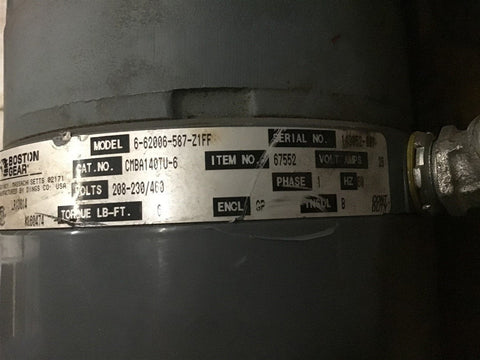 MODEL 6-62006-587-Z1FF SERIAL NO.
BOSTON GEAR
CAT.NO. CMBA140TU-6 ITEM NO. 67552 VOLT AMPS
VOLTS 208-230/460 PHASE 1 HZ
TORQUE LB-FT. 6 ENCL GP INSUL B